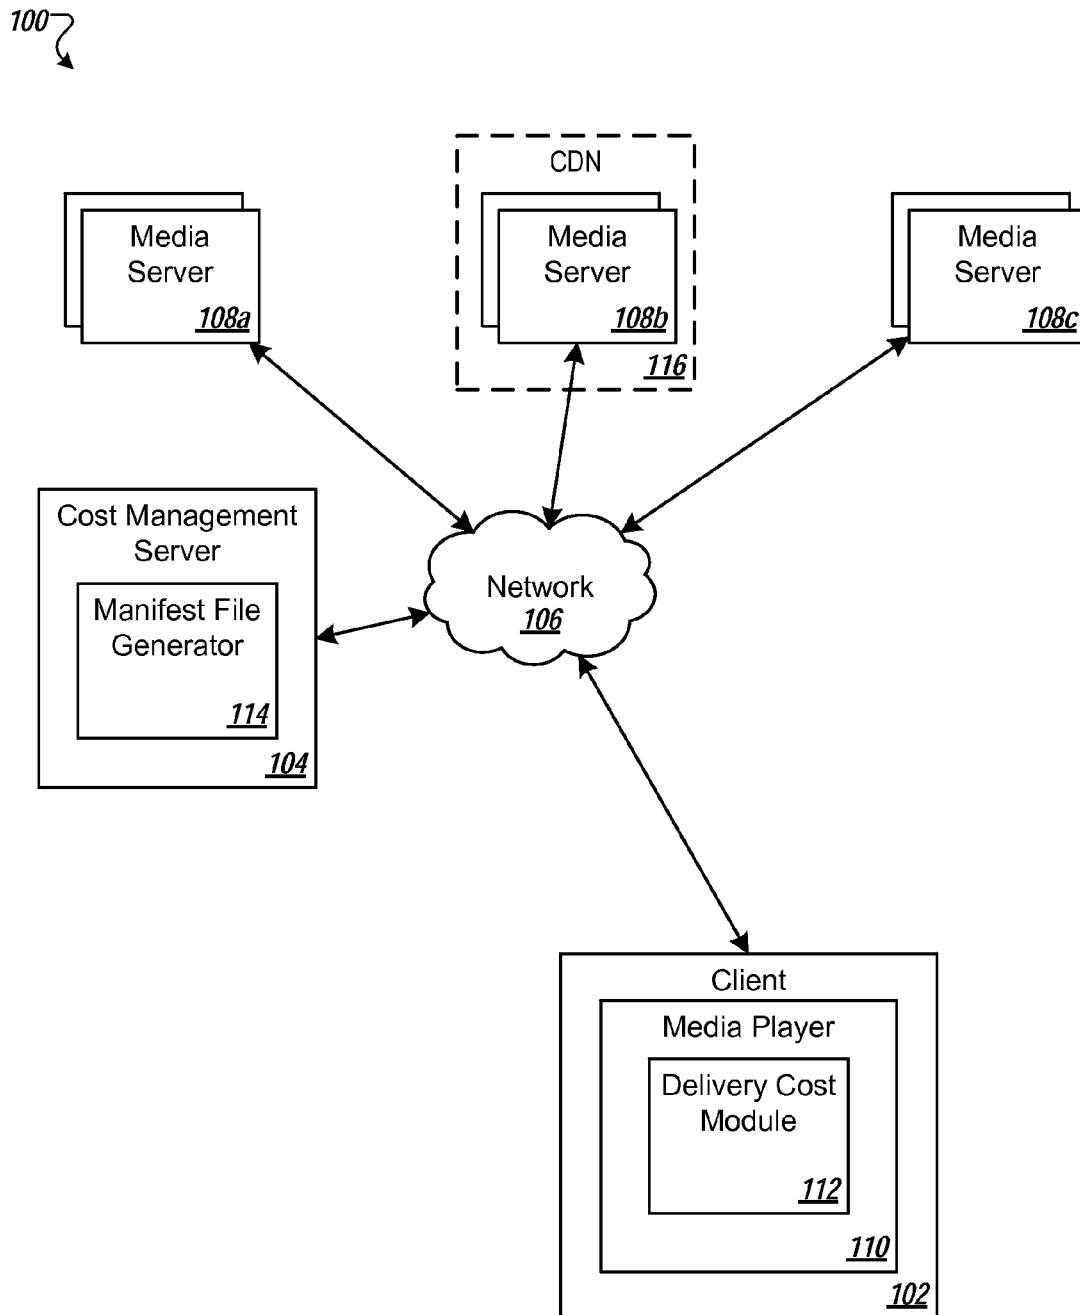 100
CDN
Media
Server
108a
Media
Server
108b
116
Media
Server
108c
Cost Management
Server
Manifest File
Generator
114
104
Network
106
Client
Media Player
Delivery Cost
Module
112
110
102